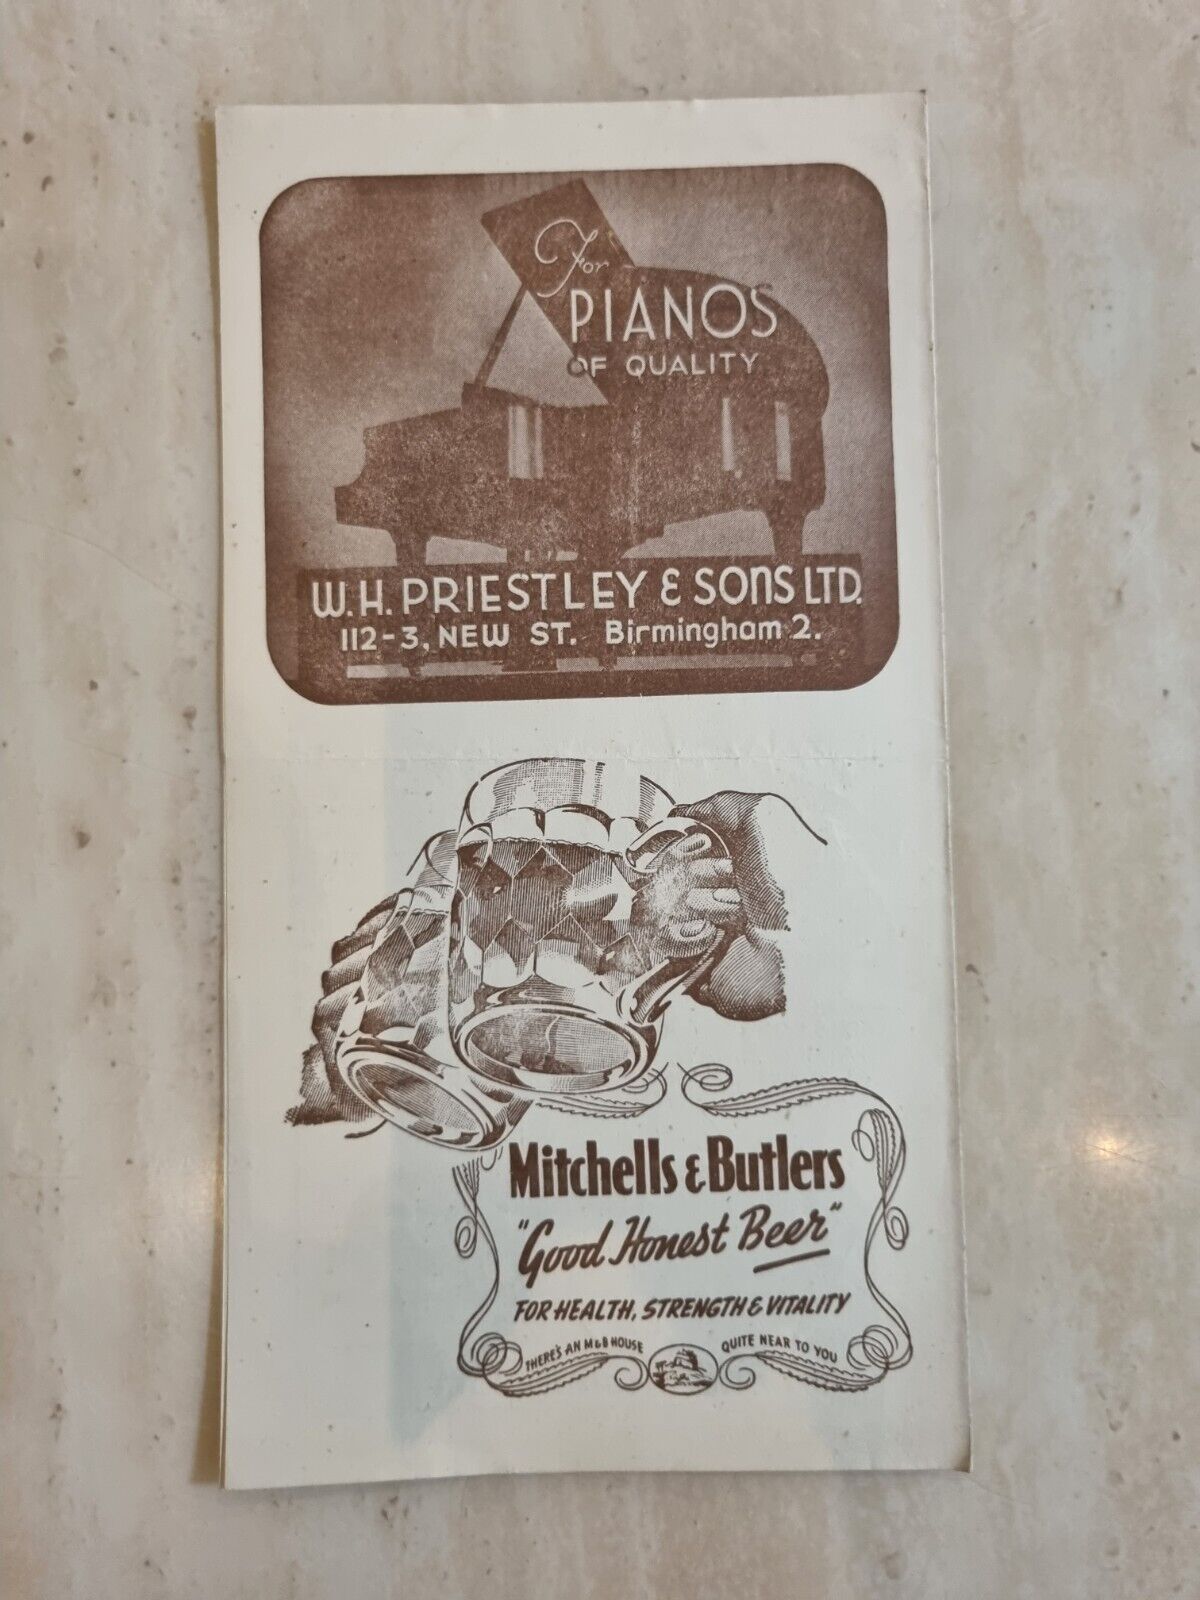 For
PIANOS
OF QUALITY
W.H. PRIESTLEY & SONS LTD.
112-3, NEW ST. Birmingham 2.
Mitchells & Butlers
"Good Honest Beer"
FOR HEALTH, STRENGTH & VITALITY
THERE'S AN M&B HOUSE QUITE NEAR TO YOU